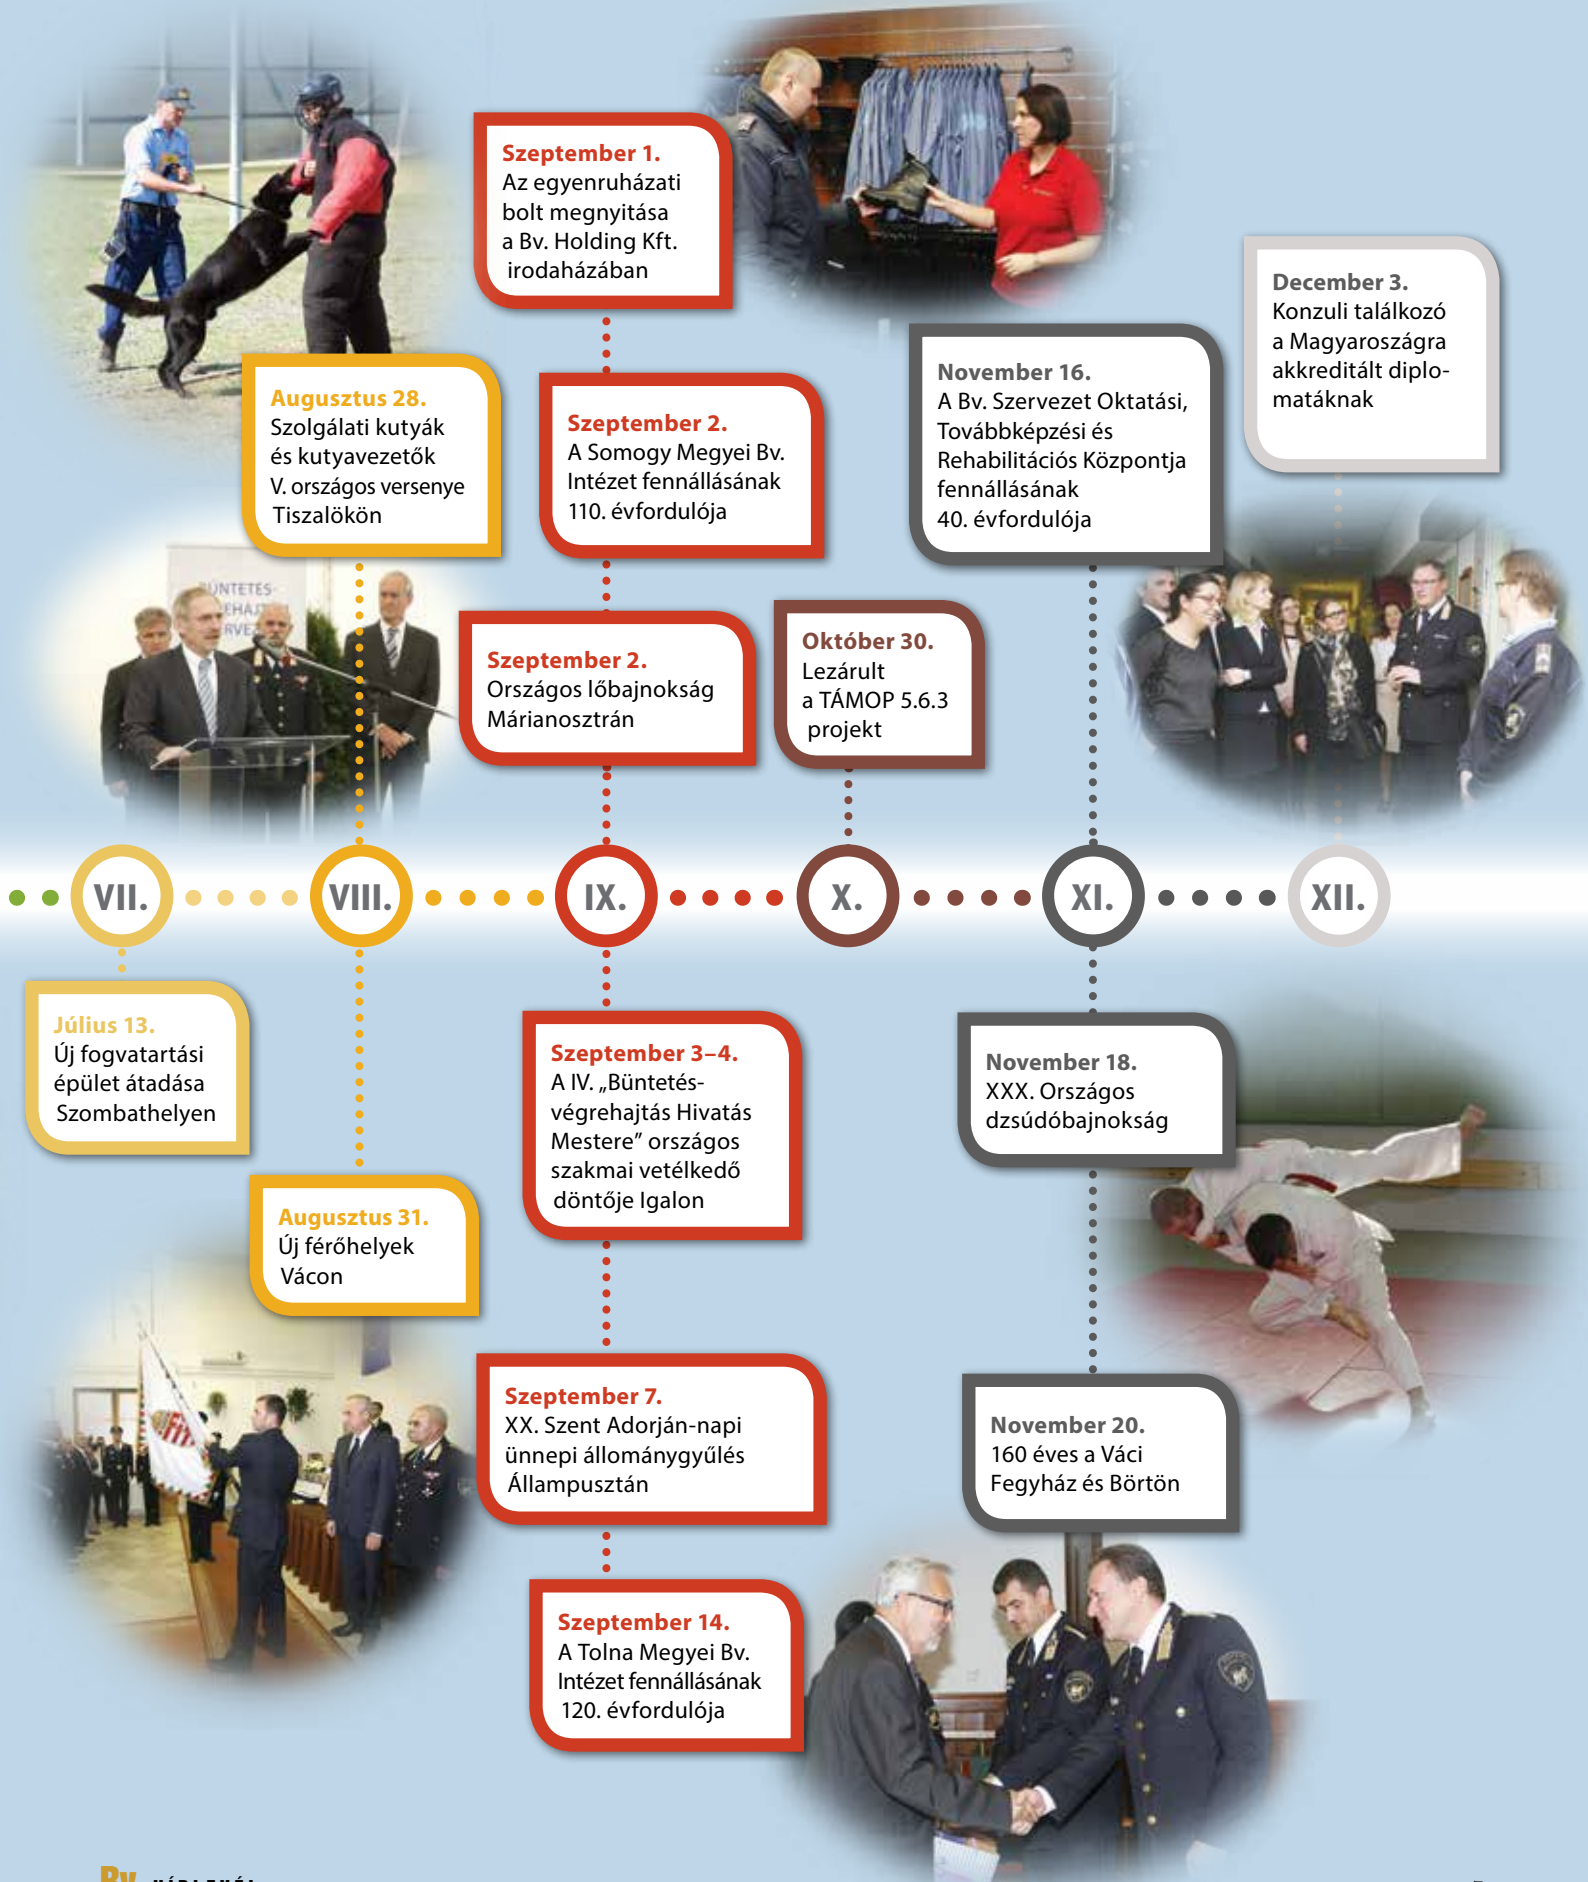 Szeptember 1.
Az egyenruházati
bolt megnyitása
a Bv. Holding Kft.
irodaházában
December 3.
Konzuli találkozó
a Magyaroszágra
akkreditált diplo-
matáknak
Augusztus 28.
Szolgálati kutyák
és kutyavezetők
V. országos versenye
Tiszalökön
Szeptember 2.
A Somogy Megyei Bv.
Intézet fennállásának
110. évfordulója
November 16.
A Bv. Szervezet Oktatási,
Továbbképzési és
Rehabilitációs Központja
fennállásának
40. évfordulója
BÜNTETÉS-
Szeptember 2.
Országos lőbajnokság
Márianosztrán
Október 30.
Lezárult
a TÁMOP 5.6.3
projekt
VII.
VIII.
IX.
X.
XI.
XII.
Július 13.
Új fogvatartási
épület átadása
Szombathelyen
Augusztus 31.
Új férőhelyek
Vácon
Szeptember 3–4.
A IV. „Büntetés-
végrehajtás Hivatás
Mestere” országos
szakmai vetélkedő
döntője Igalon
November 18.
XXX. Országos
dzsúdóbajnokság
Szeptember 7.
XX. Szent Adorján-napi
ünnepi állománygyűlés
Állampusztán
November 20.
160 éves a Váci
Fegyház és Börtön
Szeptember 14.
A Tolna Megyei Bv.
Intézet fennállásának
120. évfordulója
Bv.